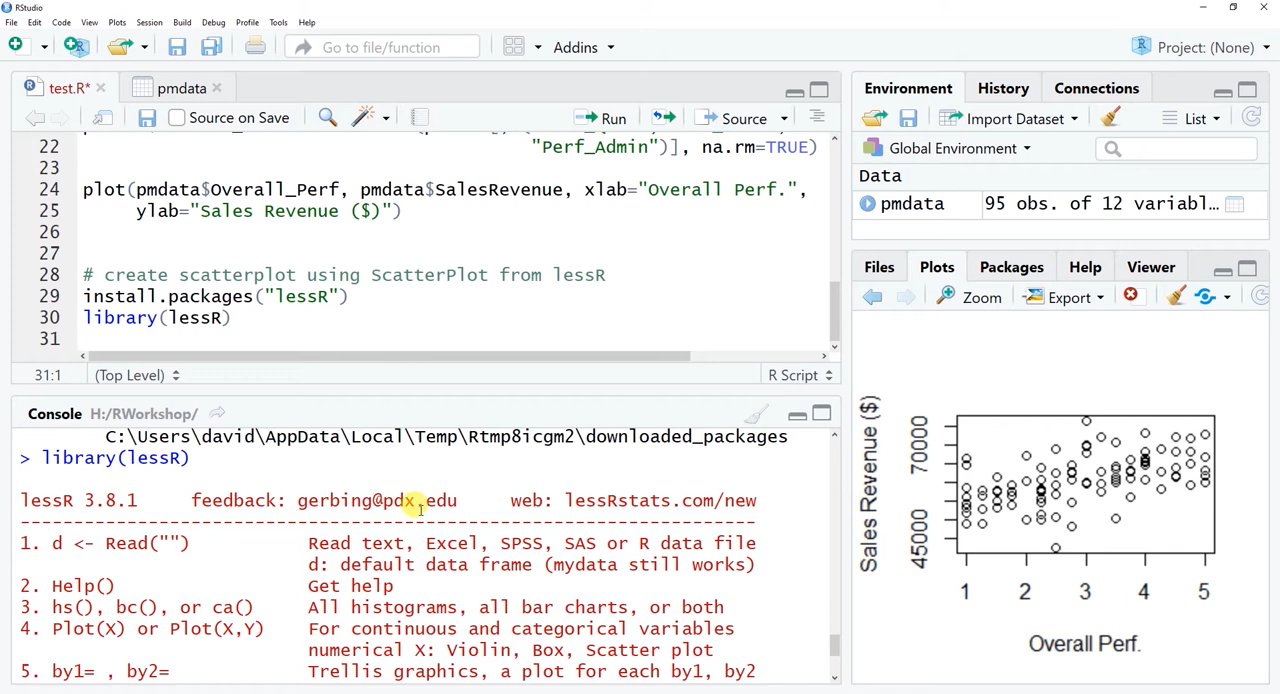 RStudio
File Edit Code View Plots Session Build Debug Profile Tools Help
Go to file/function Addins Project: (None)
test.R* pmdata
Source on Save Run Source
22 "Perf_Admin")], na.rm=TRUE)
23
24 plot(pmdata$Overall_Perf, pmdata$SalesRevenue, xlab="Overall Perf.",
25 ylab="Sales Revenue ($)")
26
27
28 # create scatterplot using ScatterPlot from lessR
29 install.packages("lessR")
30 library(lessR)
31
31:1 (Top Level) R Script
Console H:/RWorkshop/
C:\Users\david\AppData\Local\Temp\Rtmp8icgm2\downloaded_packages
> library(lessR)
lessR 3.8.1 feedback: gerbing@pdx.edu web: lessRstats.com/new
---------------------------------------------------------------------
1. d <- Read("") Read text, Excel, SPSS, SAS or R data file
d: default data frame (mydata still works)
2. Help() Get help
3. hs(), bc(), or ca() All histograms, all bar charts, or both
4. Plot(X) or Plot(X,Y) For continuous and categorical variables
numerical X: Violin, Box, Scatter plot
5. by1= , by2= Trellis graphics, a plot for each by1, by2
Environment History Connections
Import Dataset List
Global Environment
Data
pmdata 95 obs. of 12 variabl...
Files Plots Packages Help Viewer
Zoom Export
Sales Revenue ($)
70000
45000
1 2 3 4 5
Overall Perf.